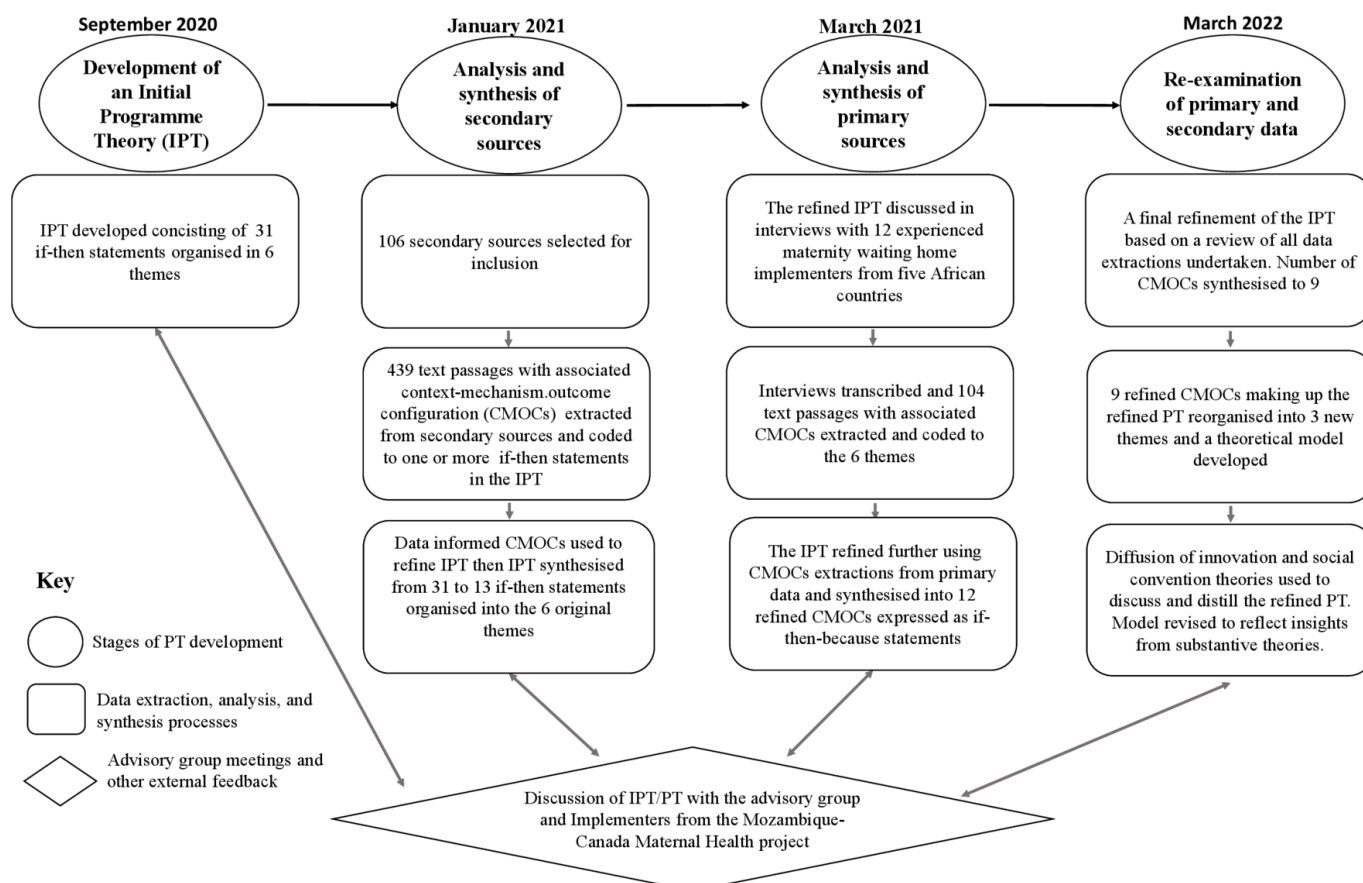 September 2020
Development of
an Initial
Programme
Theory (IPT)
IPT developed concisting of 31
if-then statements organised in 6
themes
January 2021
Analysis and
synthesis of
secondary
sources
106 secondary sources selected for
inclusion
439 text passages with associated
context-mechanism.outcome
configuration (CMOCs) extracted
from secondary sources and coded
to one or more if-then statements
in the IPT
Data informed CMOCs used to
refine IPT then IPT synthesised
from 31 to 13 if-then statements
organised into the 6 original
themes
March 2021
Analysis and
synthesis of
primary
sources
The refined IPT discussed in
interviews with 12 experienced
maternity waiting home
implementers from five African
countries
Interviews transcribed and 104
text passages with associated
CMOCs extracted and coded to
the 6 themes
The IPT refined further using
CMOCs extractions from primary
data and synthesised into 12
refined CMOCs expressed as if-
then-because statements
March 2022
Re-examination
of primary and
secondary data
A final refinement of the IPT
based on a review of all data
extractions undertaken. Number of
CMOCs synthesised to 9
9 refined CMOCs making up the
refined PT reorganised into 3 new
themes and a theoretical model
developed
Diffusion of innovation and social
convention theories used to
discuss and distill the refined PT.
Model revised to reflect insights
from substantive theories.
Key
Stages of PT development
Data extraction, analysis, and
synthesis processes
Advisory group meetings and
other external feedback
Discussion of IPT/PT with the advisory group
and Implementers from the Mozambique-
Canada Maternal Health project